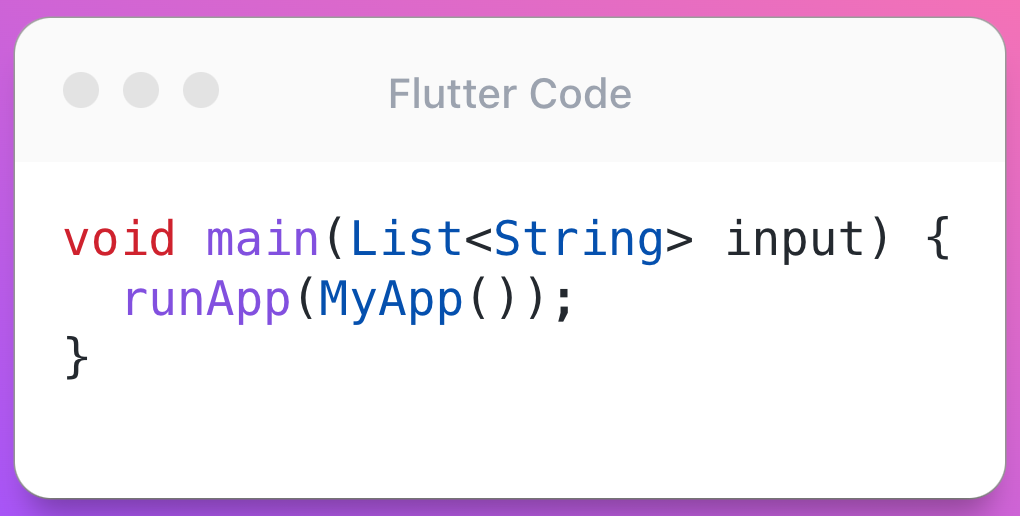 Flutter Code
void main(List<String> input) {
  runApp(MyApp());
}